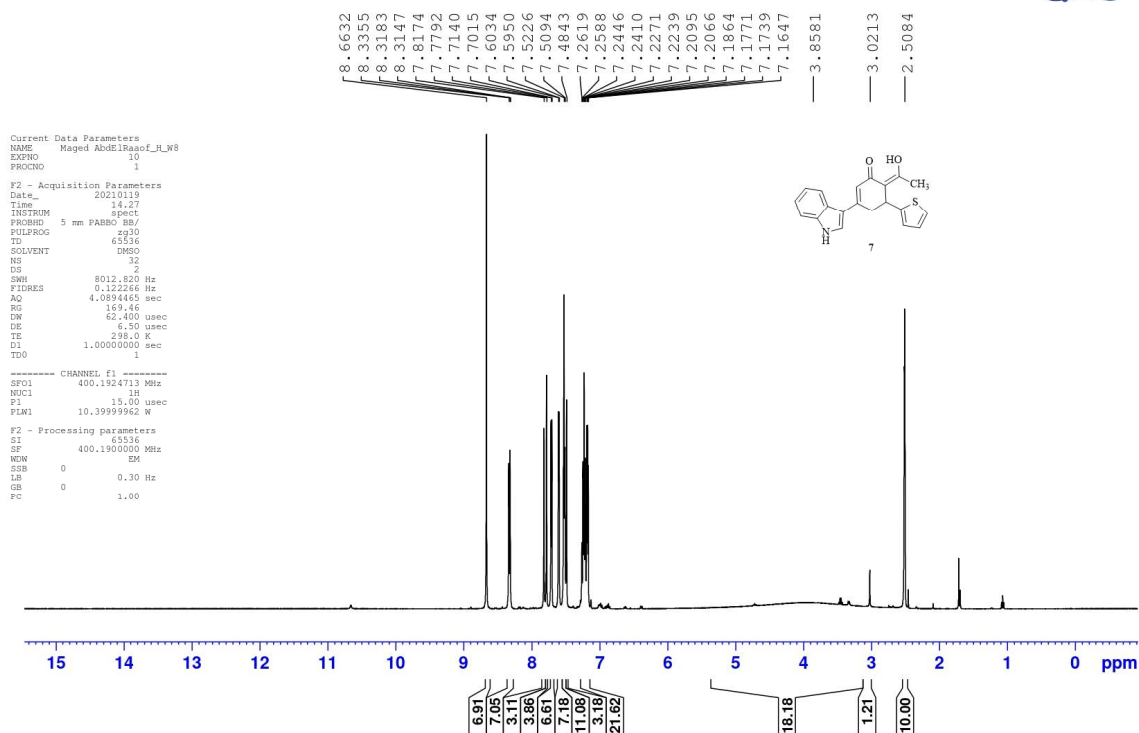 8.6632
8.3355
8.3183
8.3147
7.8174
7.7792
7.7140
7.7015
7.6034
7.5950
7.5226
7.5094
7.4843
7.2619
7.2588
7.2446
7.2410
7.2271
7.2239
7.2095
7.2066
7.1864
7.1771
7.1739
7.1647
3.8581
3.0213
2.5084
Current Data Parameters
NAME Maged AbdElRaaof_H_W8
EXPNO 10
PROCNO 1
F2 - Acquisition Parameters
Date_ 20210119
Time 14.27
INSTRUM spect
PROBHD 5 mm PABBO BB/
PULPROG zg30
TD 65536
SOLVENT DMSO
NS 32
DS 2
SWH 8012.820 Hz
FIDRES 0.122266 Hz
AQ 4.0894465 sec
RG 169.46
DW 62.400 usec
DE 6.50 usec
TE 298.0 K
D1 1.00000000 sec
TD0 1
======== CHANNEL f1 ========
SFO1 400.1924713 MHz
NUC1 1H
P1 15.00 usec
PLW1 10.39999962 W
F2 - Processing parameters
SI 65536
SF 400.1900000 MHz
WDW EM
SSB 0
LB 0.30 Hz
GB 0
PC 1.00
O HO
CH3
S
N
H
7
15 14 13 12 11 10 9 8 7 6 5 4 3 2 1 0 ppm
6.91
7.05
3.11
3.86
6.61
7.18
11.08
3.18
21.62
18.18
1.21
10.00